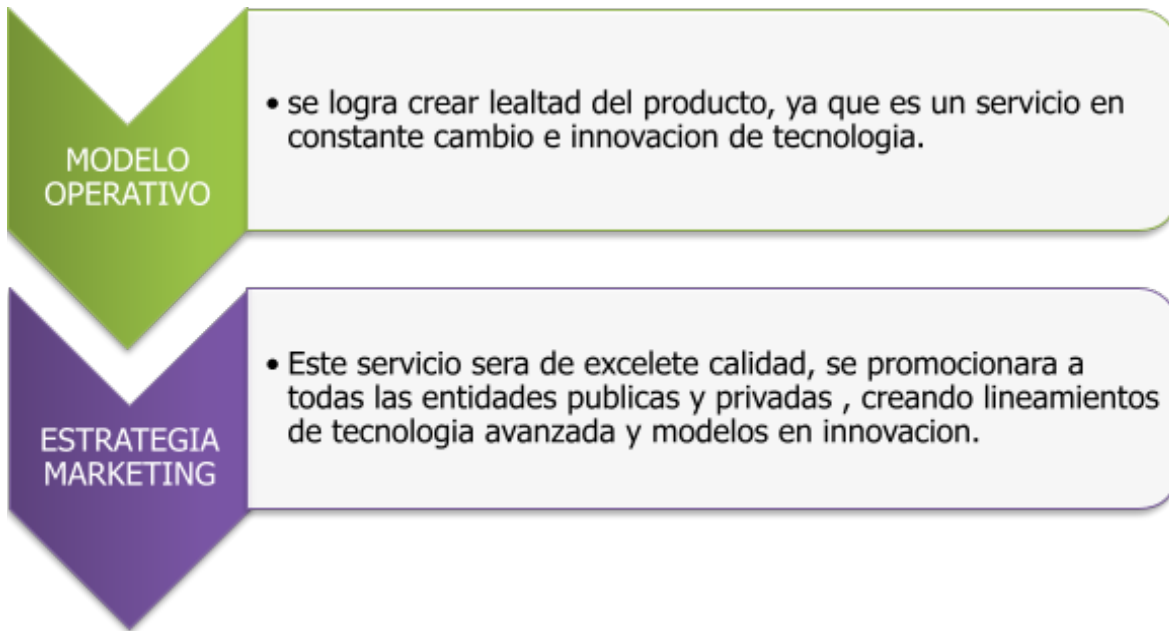 MODELO
OPERATIVO
• se logra crear lealtad del producto, ya que es un servicio en
constante cambio e innovacion de tecnologia.
ESTRATEGIA
MARKETING
• Este servicio sera de excelete calidad, se promocionara a
todas las entidades publicas y privadas , creando lineamientos
de tecnologia avanzada y modelos en innovacion.